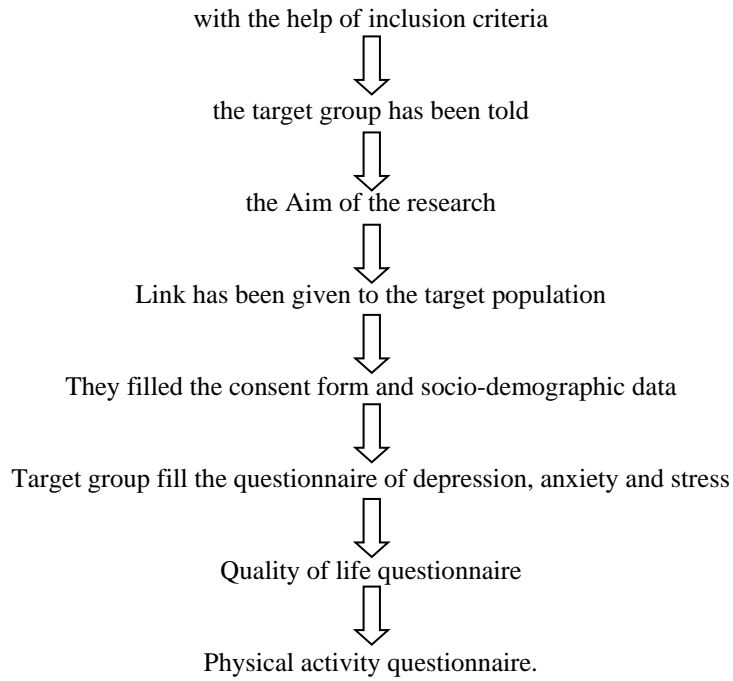 with the help of inclusion criteria
the target group has been told
the Aim of the research
Link has been given to the target population
They filled the consent form and socio-demographic data
Target group fill the questionnaire of depression, anxiety and stress
Quality of life questionnaire
Physical activity questionnaire.